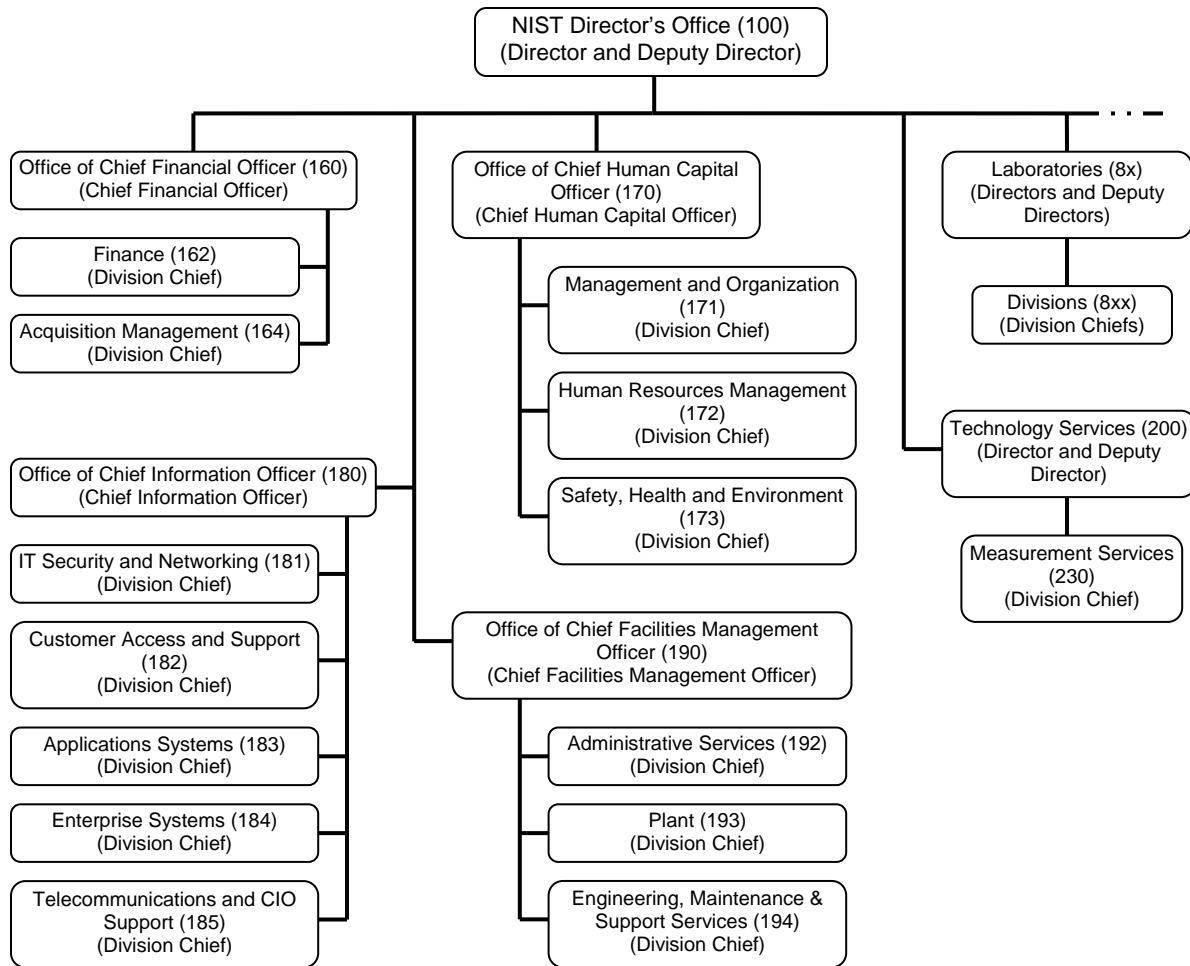 NIST Director’s Office (100)
(Director and Deputy Director)
Office of Chief Financial Officer (160)
(Chief Financial Officer)
Finance (162)
(Division Chief)
Acquisition Management (164)
(Division Chief)
Office of Chief Information Officer (180)
(Chief Information Officer)
IT Security and Networking (181)
(Division Chief)
Customer Access and Support
(182)
(Division Chief)
Applications Systems (183)
(Division Chief)
Enterprise Systems (184)
(Division Chief)
Telecommunications and CIO
Support (185)
(Division Chief)
Office of Chief Human Capital
Officer (170)
(Chief Human Capital Officer)
Management and Organization
(171)
(Division Chief)
Human Resources Management
(172)
(Division Chief)
Safety, Health and Environment
(173)
(Division Chief)
Office of Chief Facilities Management
Officer (190)
(Chief Facilities Management Officer)
Administrative Services (192)
(Division Chief)
Plant (193)
(Division Chief)
Engineering, Maintenance &
Support Services (194)
(Division Chief)
Laboratories (8x)
(Directors and Deputy
Directors)
Divisions (8xx)
(Division Chiefs)
Technology Services (200)
(Director and Deputy
Director)
Measurement Services
(230)
(Division Chief)